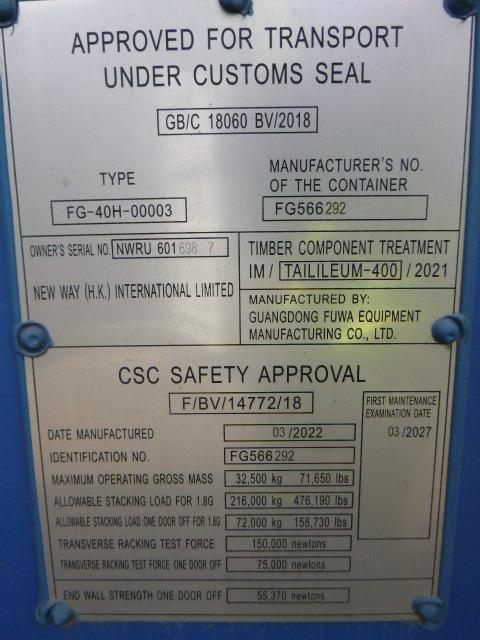 APPROVED FOR TRANSPORT
UNDER CUSTOMS SEAL
GB/C 18060 BV/2018
TYPE
FG-40H-00003
MANUFACTURER'S NO.
OF THE CONTAINER
FG566292
OWNER'S SERIAL NO. NWRU 601698 7
NEW WAY (H.K.) INTERNATIONAL LIMITED
TIMBER COMPONENT TREATMENT
IM / TAILILEUM-400 / 2021
MANUFACTURED BY:
GUANGDONG FUWA EQUIPMENT
MANUFACTURING CO., LTD.
CSC SAFETY APPROVAL
F/BV/14772/18
FIRST MAINTENANCE
EXAMINATION DATE
03 /2027
DATE MANUFACTURED 03 /2022
IDENTIFICATION NO. FG566292
MAXIMUM OPERATING GROSS MASS 32,500 kg 71,650 lbs
ALLOWABLE STACKING LOAD FOR 1.8G 216,000 kg 476,190 lbs
ALLOWABLE STACKING LOAD ONE DOOR OFF FOR 1.8G 72,000 kg 158,730 lbs
TRANSVERSE RACKING TEST FORCE 150,000 newtons
TRANSVERSE RACKING TEST FORCE ONE DOOR OFF 75,000 newtons
END WALL STRENGTH ONE DOOR OFF 55,370 newtons